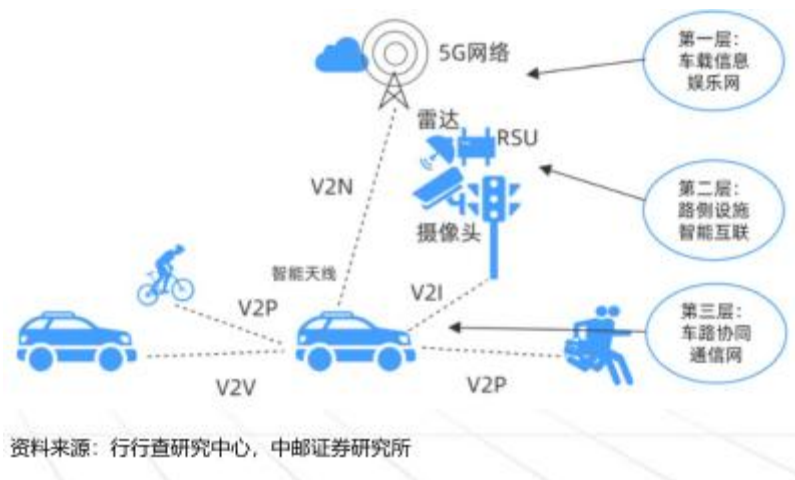 第一层：
车载信息
娱乐网
5G网络
雷达
RSU
V2N
第二层：
路侧设施
智能互联
摄像头
智能天线
V2I
V2P
第三层：
车路协同
通信网
V2V
V2P
资料来源：行行查研究中心，中邮证券研究所